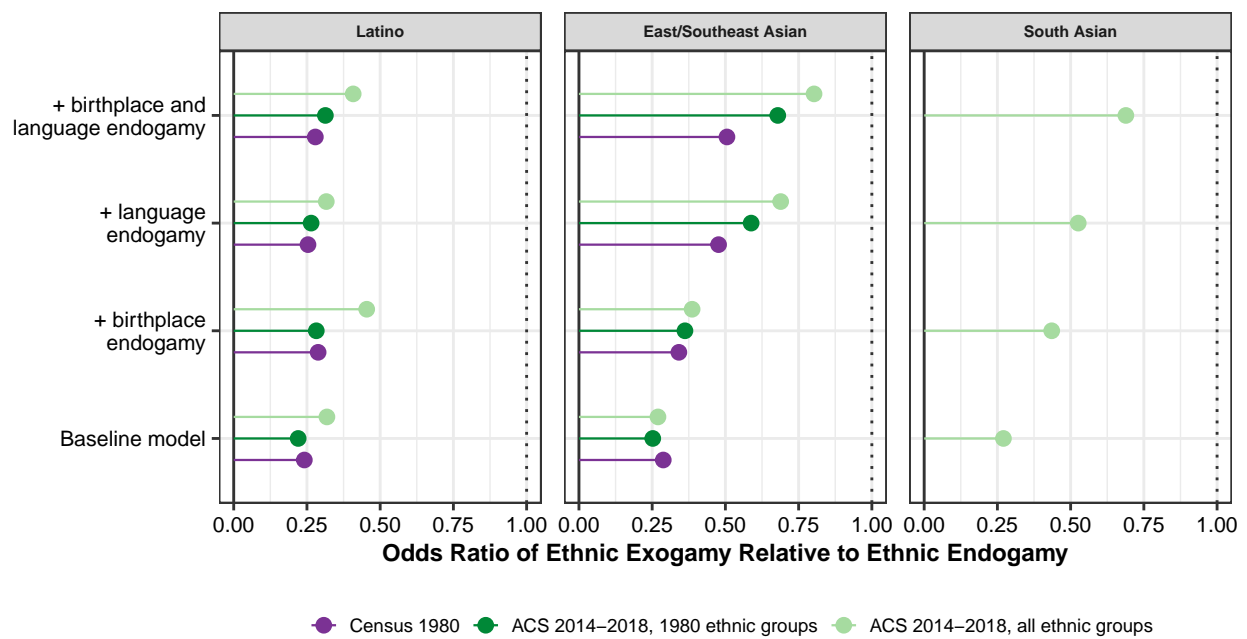 Latino East/Southeast Asian South Asian
+ birthplace and
language endogamy
+ language
endogamy
+ birthplace
endogamy
Baseline model
0.00 0.25 0.50 0.75 1.00 0.00 0.25 0.50 0.75 1.00 0.00 0.25 0.50 0.75 1.00
Odds Ratio of Ethnic Exogamy Relative to Ethnic Endogamy
Census 1980 ACS 2014−2018, 1980 ethnic groups ACS 2014−2018, all ethnic groups